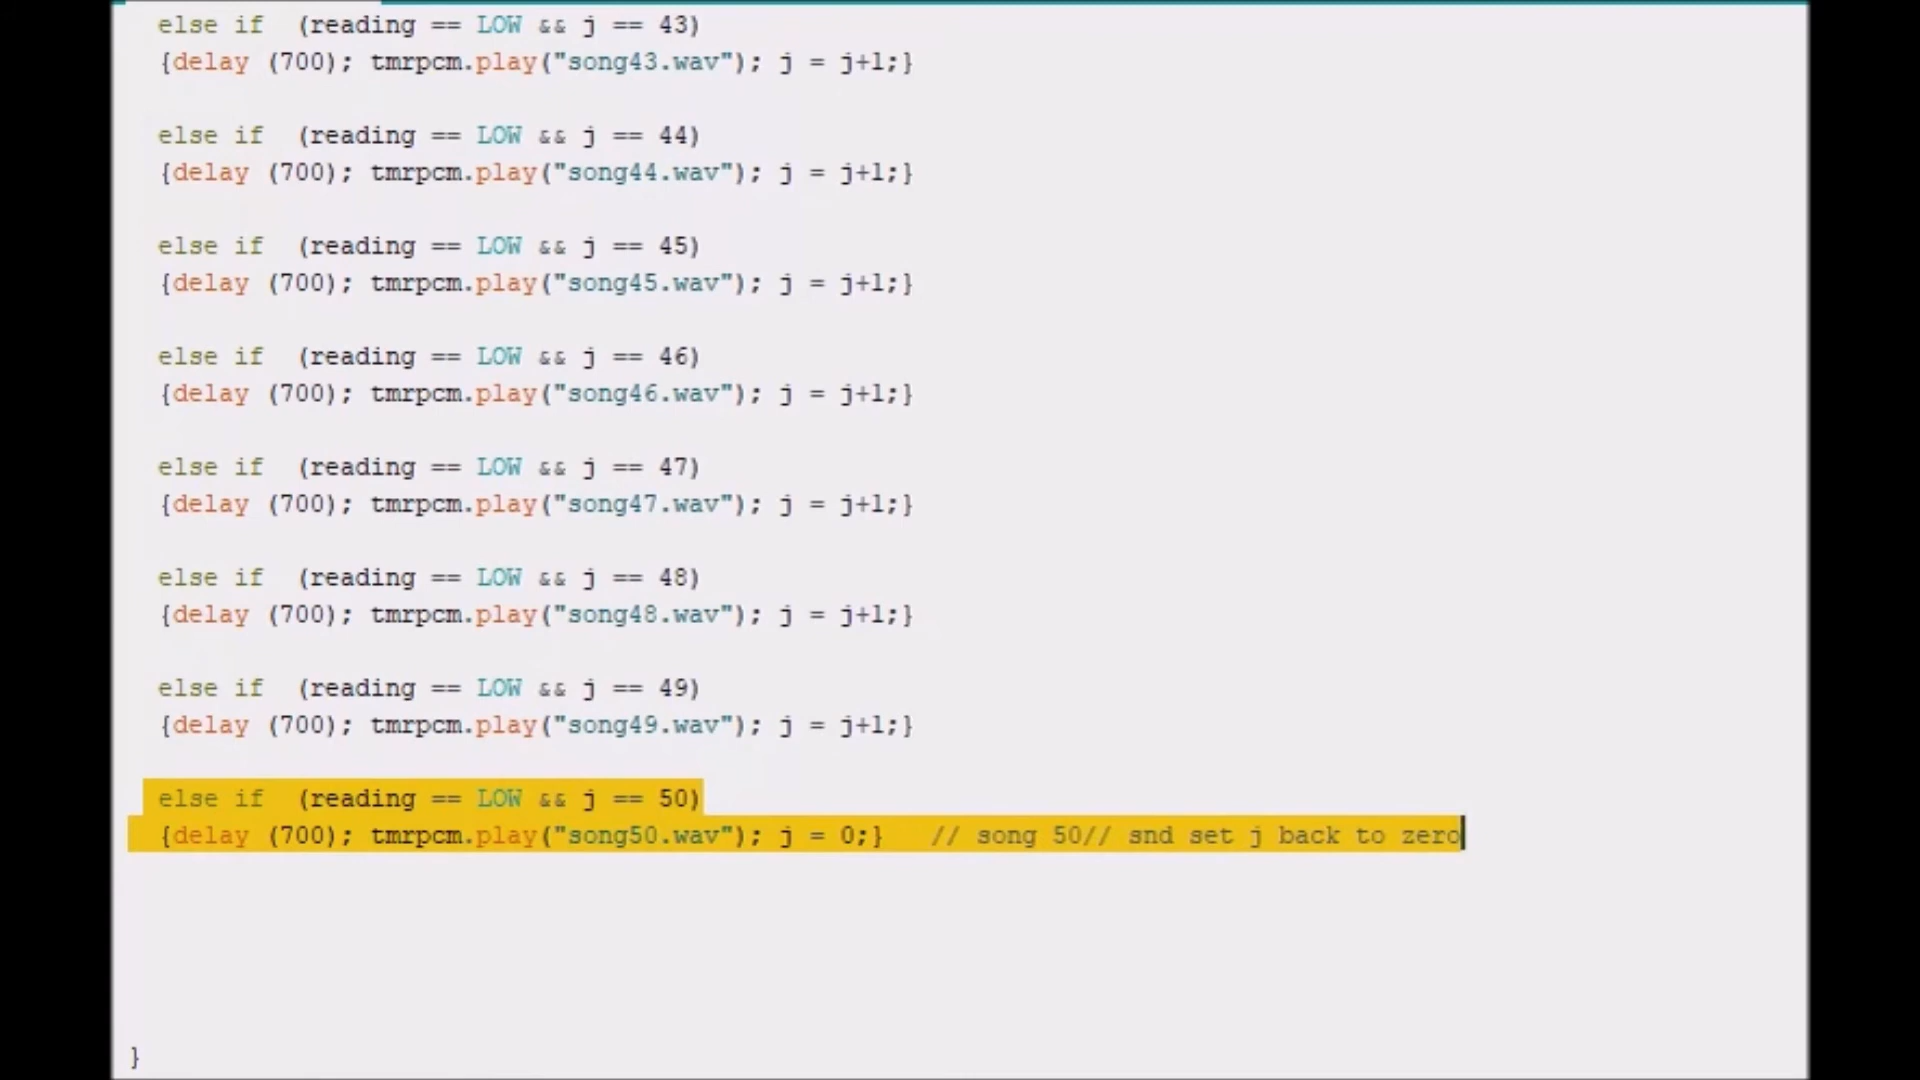 else if  (reading == LOW && j == 43)
{delay (700); tmrpcm.play("song43.wav"); j = j+1;}
else if  (reading == LOW && j == 44)
{delay (700); tmrpcm.play("song44.wav"); j = j+1;}
else if  (reading == LOW && j == 45)
{delay (700); tmrpcm.play("song45.wav"); j = j+1;}
else if  (reading == LOW && j == 46)
{delay (700); tmrpcm.play("song46.wav"); j = j+1;}
else if  (reading == LOW && j == 47)
{delay (700); tmrpcm.play("song47.wav"); j = j+1;}
else if  (reading == LOW && j == 48)
{delay (700); tmrpcm.play("song48.wav"); j = j+1;}
else if  (reading == LOW && j == 49)
{delay (700); tmrpcm.play("song49.wav"); j = j+1;}
else if  (reading == LOW && j == 50)
{delay (700); tmrpcm.play("song50.wav"); j = 0;}   // song 50// snd set j back to zero
}